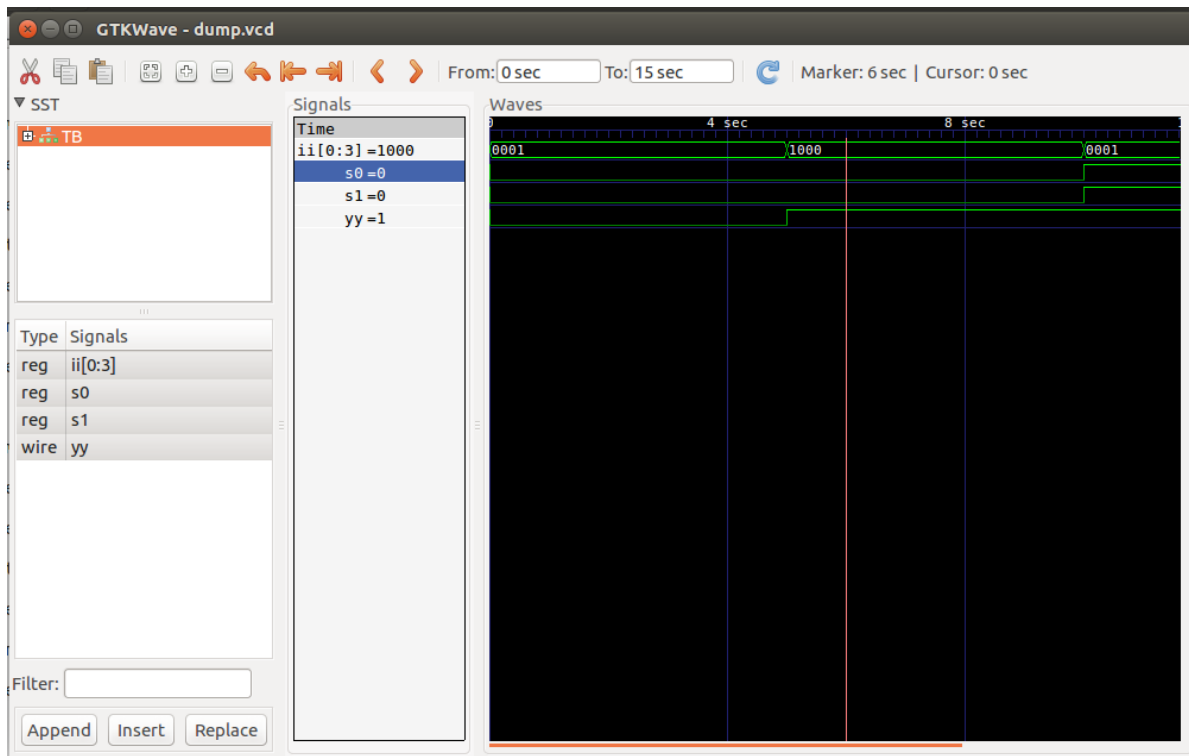 GTKWave - dump.vcd
From: 0 sec To: 15 sec Marker: 6 sec | Cursor: 0 sec
SST
TB
Type Signals
reg ii[0:3]
reg s0
reg s1
wire yy
Filter:
Append Insert Replace
Signals
Time
ii[0:3] =1000
s0 =0
s1 =0
yy =1
Waves
0 4 sec 8 sec
0001 1000 0001